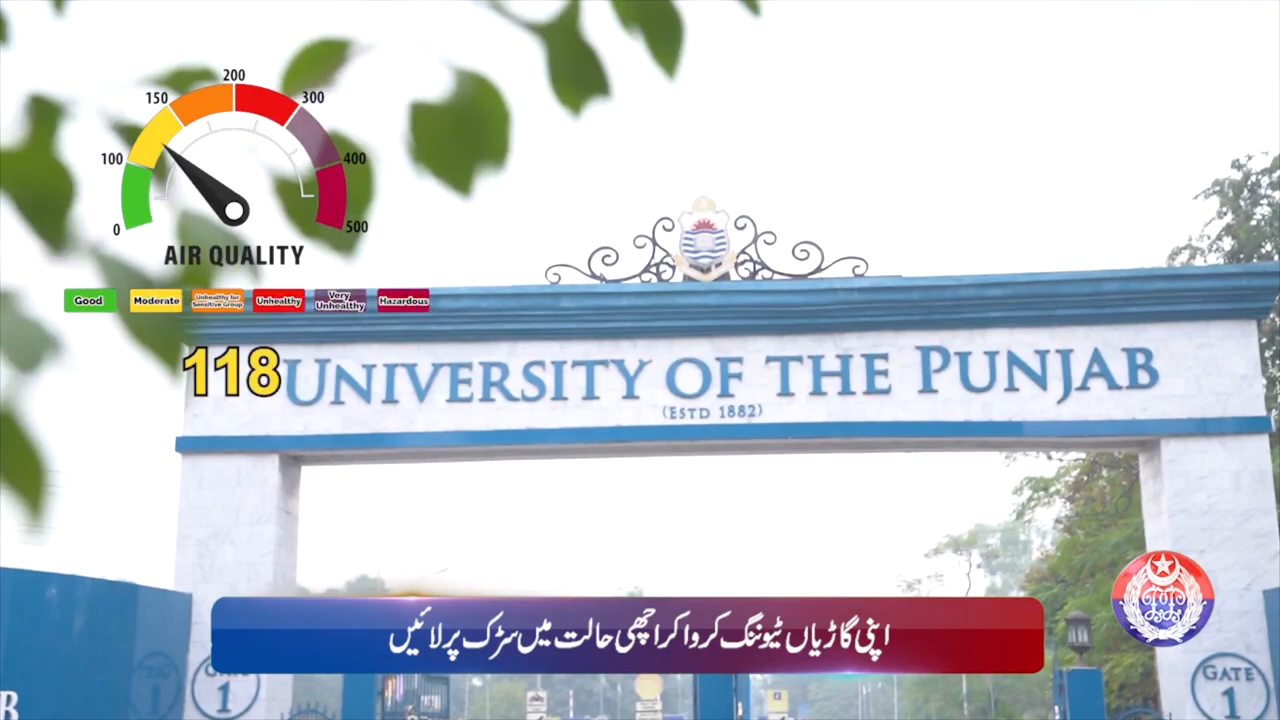 200
150
300
100
400
0
500
AIR QUALITY
Good
Moderate
Unhealthy for
Sensitive Group
Unhealthy
Very
Unhealthy
Hazardous
118
UNIVERSITY OF THE PUNJAB
(ESTD 1882)
اپنی گاڑیاں ٹیوننگ کروا کر اچھی حالت میں سڑک پر لائیں
1
GATE
1